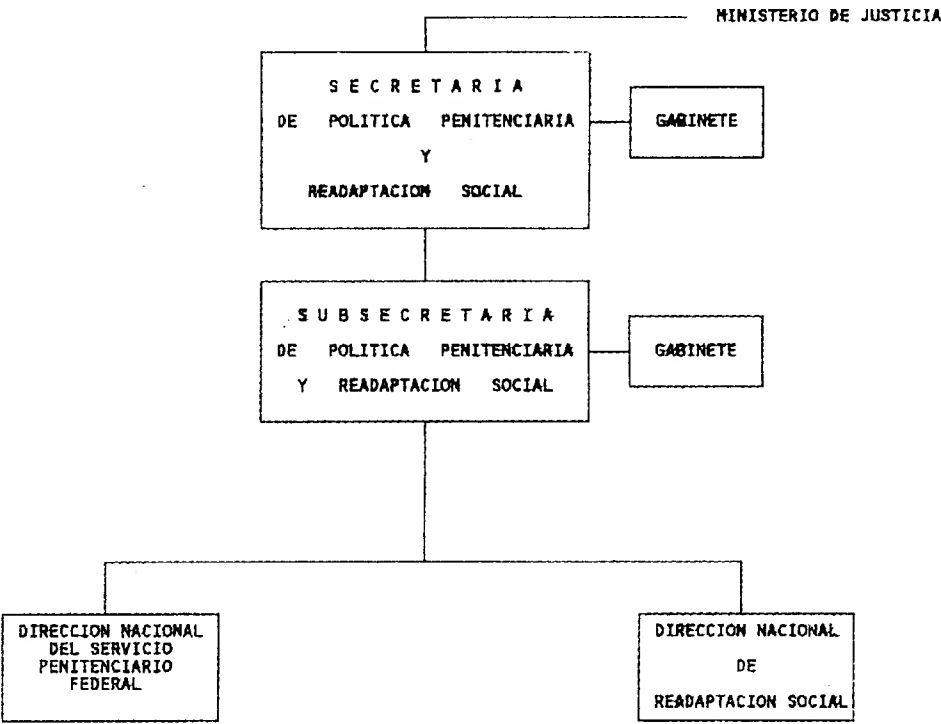 MINISTERIO DE JUSTICIA
S E C R E T A R I A
DE POLITICA PENITENCIARIA
Y
READAPTACION SOCIAL
GABINETE
S U B S E C R E T A R I A
DE POLITICA PENITENCIARIA
Y READAPTACION SOCIAL
GABINETE
DIRECCION NACIONAL
DEL SERVICIO
PENITENCIARIO
FEDERAL
DIRECCION NACIONAL
DE
READAPTACION SOCIAL